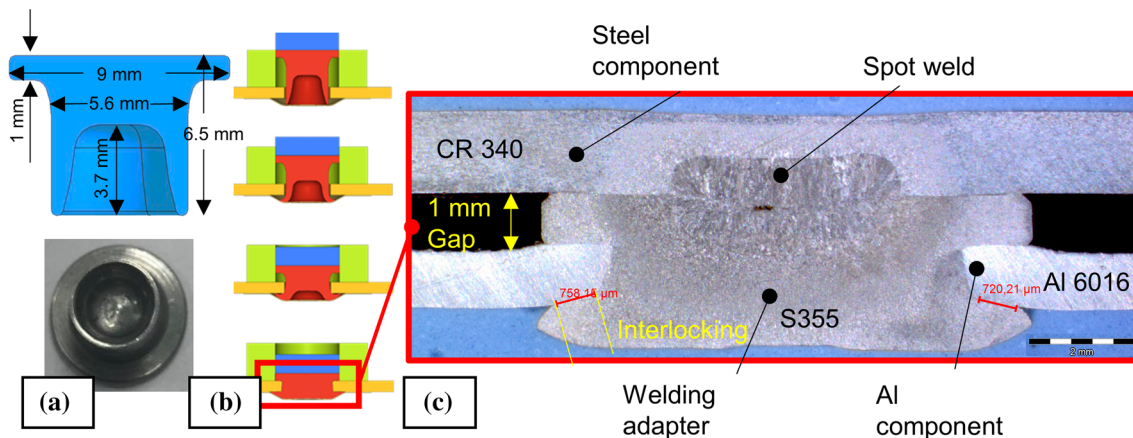 9 mm
5.6 mm
1 mm
6.5 mm
3.7 mm
(a)
(b)
Steel
component
Spot weld
CR 340
1 mm
Gap
Al 6016
758,15 µm
720,21 µm
Interlocking
S355
2 mm
(c)
Welding
adapter
Al
component